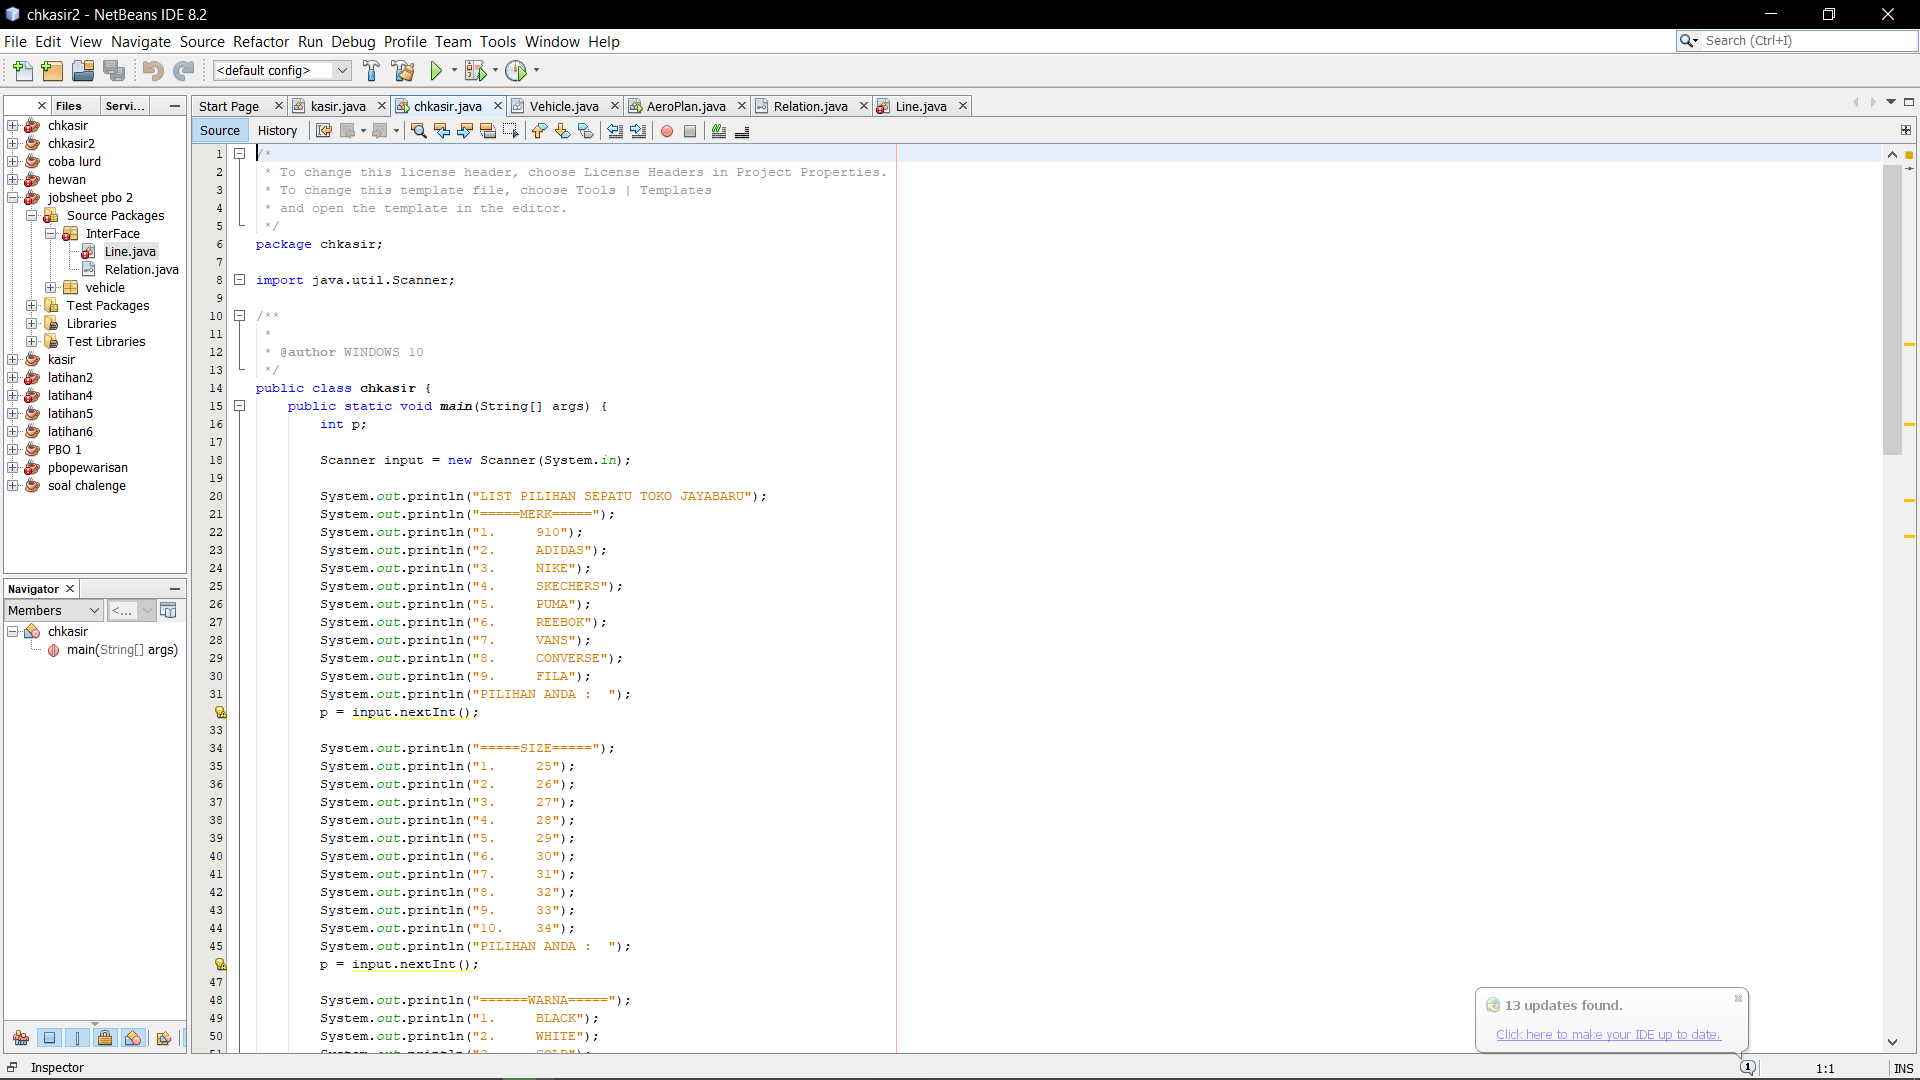 chkasir2 - NetBeans IDE 8.2
File Edit View Navigate Source Refactor Run Debug Profile Team Tools Window Help
Search (Ctrl+I)
<default config>
Files
Servi...
Start Page
kasir.java
chkasir.java
Vehicle.java
AeroPlan.java
Relation.java
Line.java
Source
History
chkasir
chkasir2
coba lurd
hewan
jobsheet pbo 2
Source Packages
InterFace
Line.java
Relation.java
vehicle
Test Packages
Libraries
Test Libraries
kasir
latihan2
latihan4
latihan5
latihan6
PBO 1
pbopewarisan
soal chalenge
Navigator
Members
<...
chkasir
main(String[] args)
1 /*
2 * To change this license header, choose License Headers in Project Properties.
3 * To change this template file, choose Tools | Templates
4 * and open the template in the editor.
5 */
6 package chkasir;
7
8 import java.util.Scanner;
9
10 /**
11 *
12 * @author WINDOWS 10
13 */
14 public class chkasir {
15 public static void main(String[] args) {
16 int p;
17
18 Scanner input = new Scanner(System.in);
19
20 System.out.println("LIST PILIHAN SEPATU TOKO JAYABARU");
21 System.out.println("=====MERK=====");
22 System.out.println("1.     910");
23 System.out.println("2.     ADIDAS");
24 System.out.println("3.     NIKE");
25 System.out.println("4.     SKECHERS");
26 System.out.println("5.     PUMA");
27 System.out.println("6.     REEBOK");
28 System.out.println("7.     VANS");
29 System.out.println("8.     CONVERSE");
30 System.out.println("9.     FILA");
31 System.out.println("PILIHAN ANDA :  ");
p = input.nextInt();
33
34 System.out.println("=====SIZE=====");
35 System.out.println("1.     25");
36 System.out.println("2.     26");
37 System.out.println("3.     27");
38 System.out.println("4.     28");
39 System.out.println("5.     29");
40 System.out.println("6.     30");
41 System.out.println("7.     31");
42 System.out.println("8.     32");
43 System.out.println("9.     33");
44 System.out.println("10.    34");
45 System.out.println("PILIHAN ANDA :  ");
p = input.nextInt();
47
48 System.out.println("======WARNA=====");
49 System.out.println("1.     BLACK");
50 System.out.println("2.     WHITE");
13 updates found.
Click here to make your IDE up to date.
Inspector
1
1:1
INS